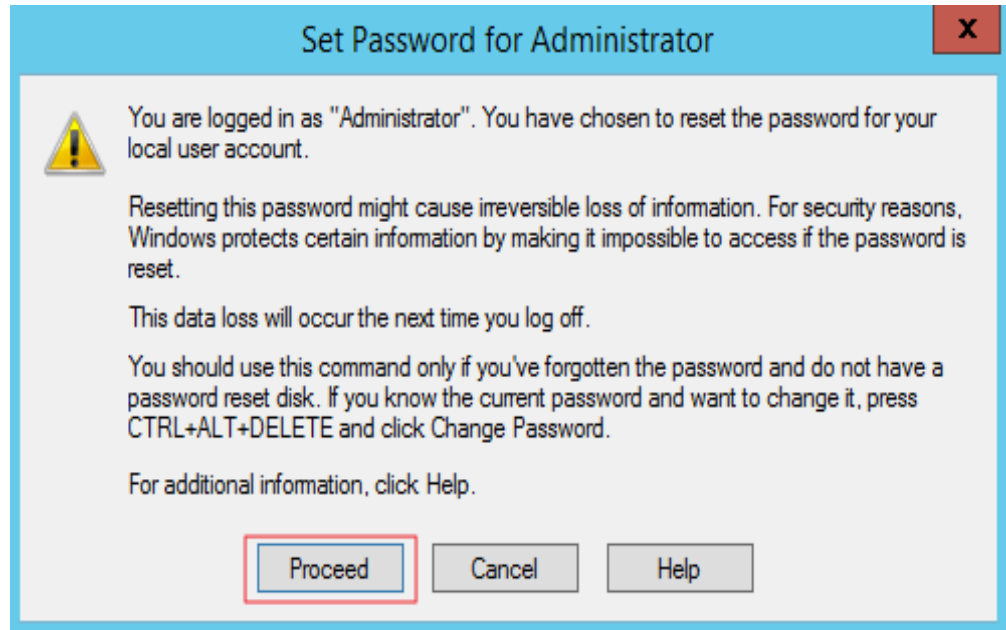 Set Password for Administrator
X
You are logged in as "Administrator". You have chosen to reset the password for your
local user account.
Resetting this password might cause irreversible loss of information. For security reasons,
Windows protects certain information by making it impossible to access if the password is
reset.
This data loss will occur the next time you log off.
You should use this command only if you've forgotten the password and do not have a
password reset disk. If you know the current password and want to change it, press
CTRL+ALT+DELETE and click Change Password.
For additional information, click Help.
Proceed Cancel Help